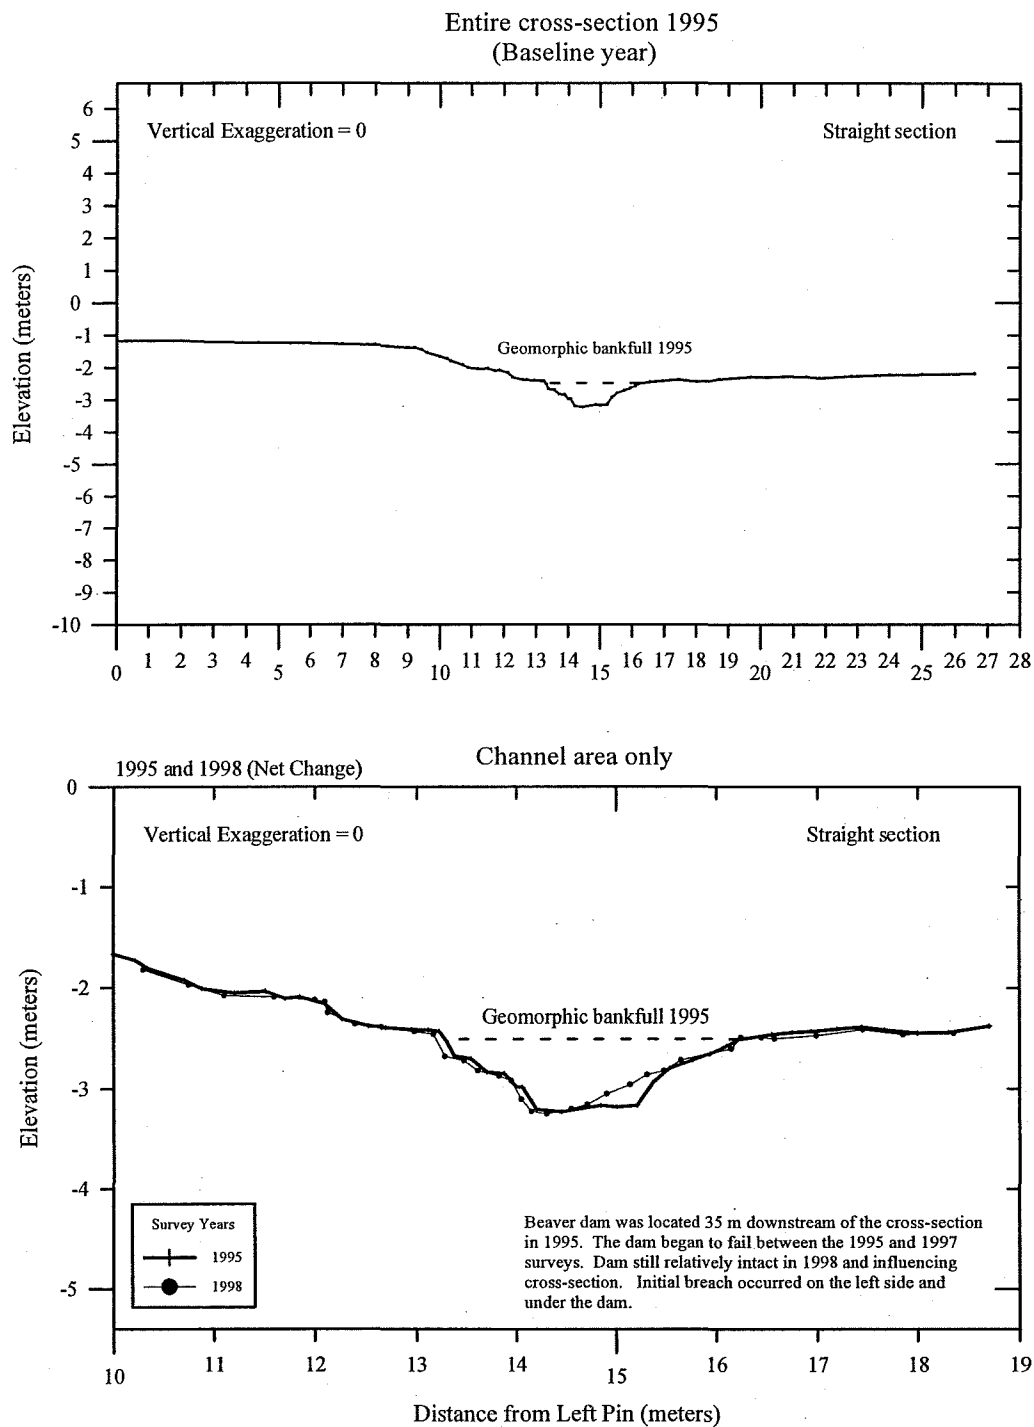 Entire cross-section 1995
(Baseline year)
Vertical Exaggeration = 0
Straight section
6
5
4
3
2
1
0
-1
-2
-3
-4
-5
-6
-7
-8
-9
-10
Elevation (meters)
Geomorphic bankfull 1995
0 1 2 3 4 5 6 7 8 9 10 11 12 13 14 15 16 17 18 19 20 21 22 23 24 25 26 27 28
Channel area only
1995 and 1998 (Net Change)
Vertical Exaggeration = 0
Straight section
0
-1
-2
-3
-4
-5
Elevation (meters)
Geomorphic bankfull 1995
Survey Years
1995
1998
Beaver dam was located 35 m downstream of the cross-section
in 1995. The dam began to fail between the 1995 and 1997
surveys. Dam still relatively intact in 1998 and influencing
cross-section. Initial breach occurred on the left side and
under the dam.
10 11 12 13 14 15 16 17 18 19
Distance from Left Pin (meters)